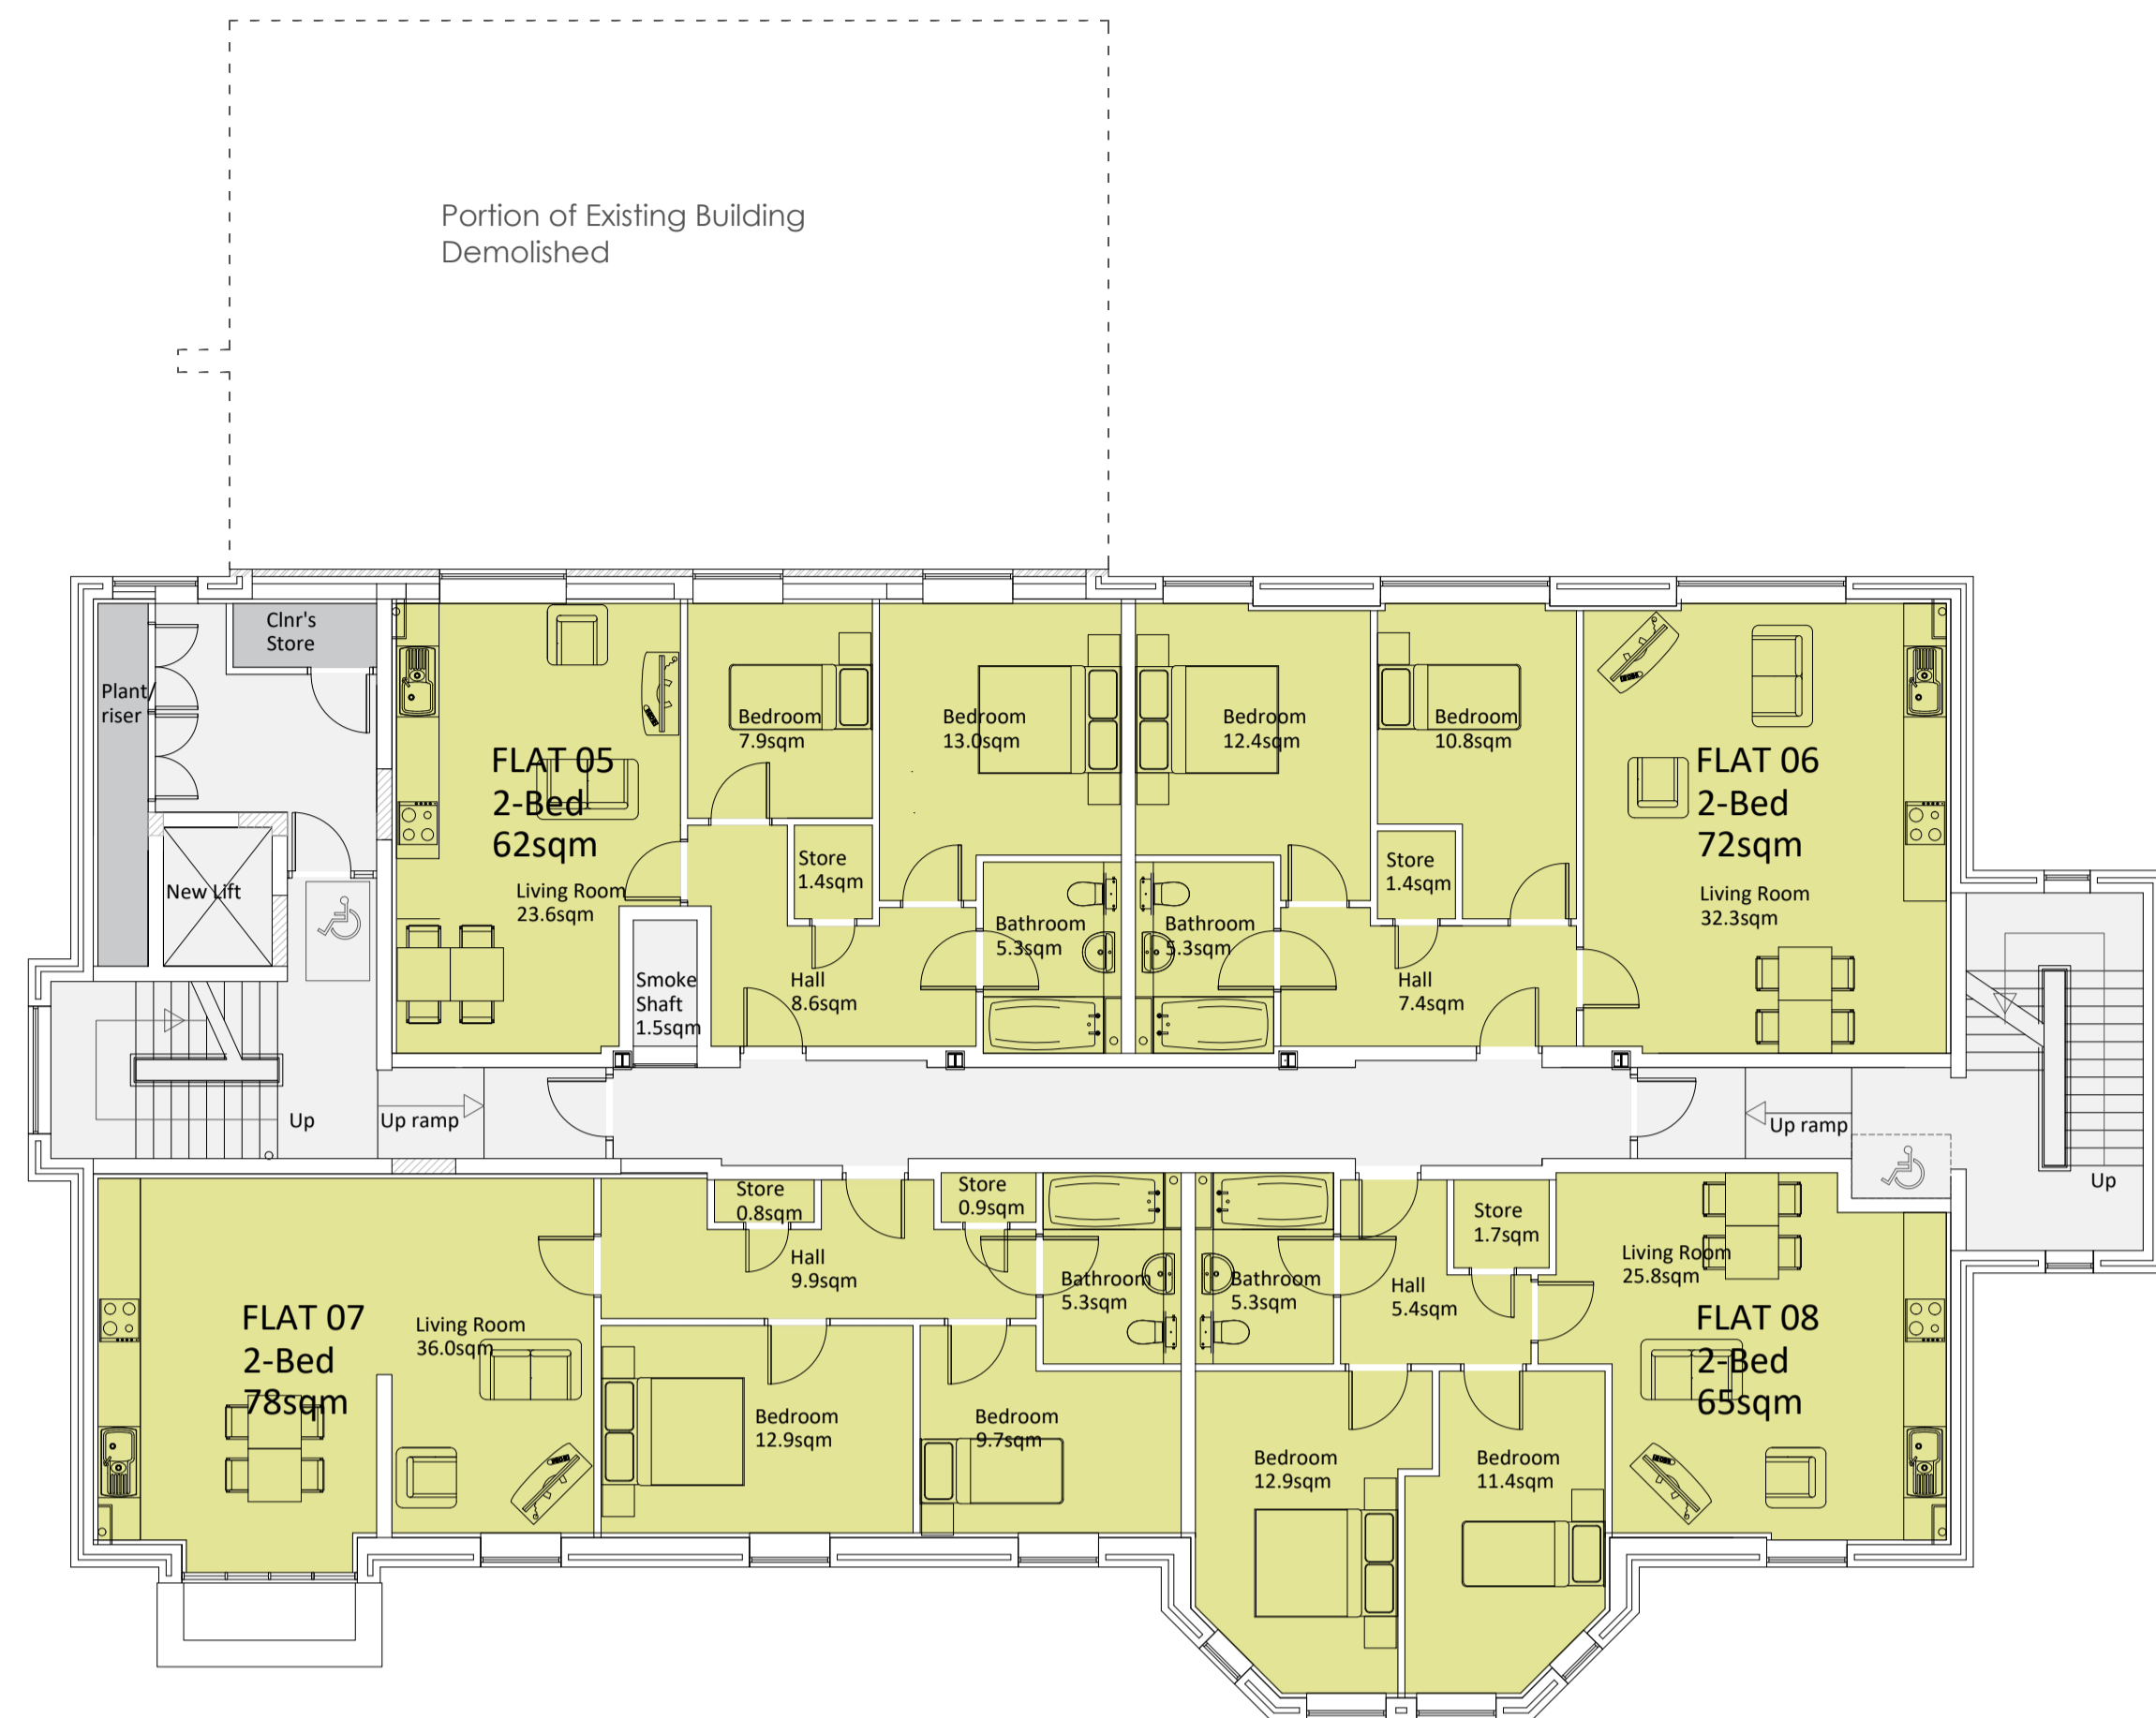 Portion of Existing Building
Demolished
Clnr's
Store
Plant/
riser
New Lift
FLAT 05
2-Bed
62sqm
Living Room
23.6sqm
Bedroom
7.9sqm
Bedroom
13.0sqm
Store
1.4sqm
Bathroom
5.3sqm
Hall
8.6sqm
Smoke
Shaft
1.5sqm
Bedroom
12.4sqm
Bedroom
10.8sqm
FLAT 06
2-Bed
72sqm
Living Room
32.3sqm
Store
1.4sqm
Bathroom
5.3sqm
Hall
7.4sqm
Up
Up ramp
Up ramp
Up
FLAT 07
2-Bed
78sqm
Living Room
36.0sqm
Store
0.8sqm
Store
0.9sqm
Hall
9.9sqm
Bathroom
5.3sqm
Bedroom
12.9sqm
Bedroom
9.7sqm
Bathroom
5.3sqm
Hall
5.4sqm
Store
1.7sqm
Living Room
25.8sqm
FLAT 08
2-Bed
65sqm
Bedroom
12.9sqm
Bedroom
11.4sqm